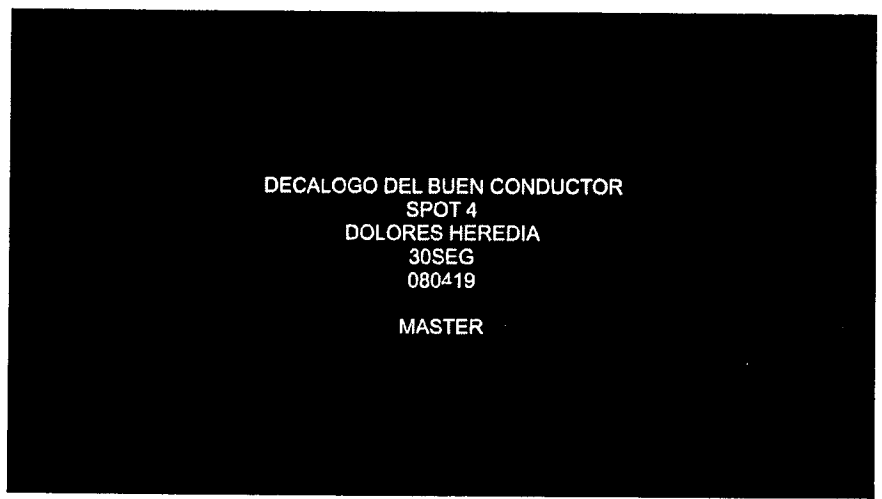 DECALOGO DEL BUEN CONDUCTOR
SPOT 4
DOLORES HEREDIA
30SEG
080419
MASTER